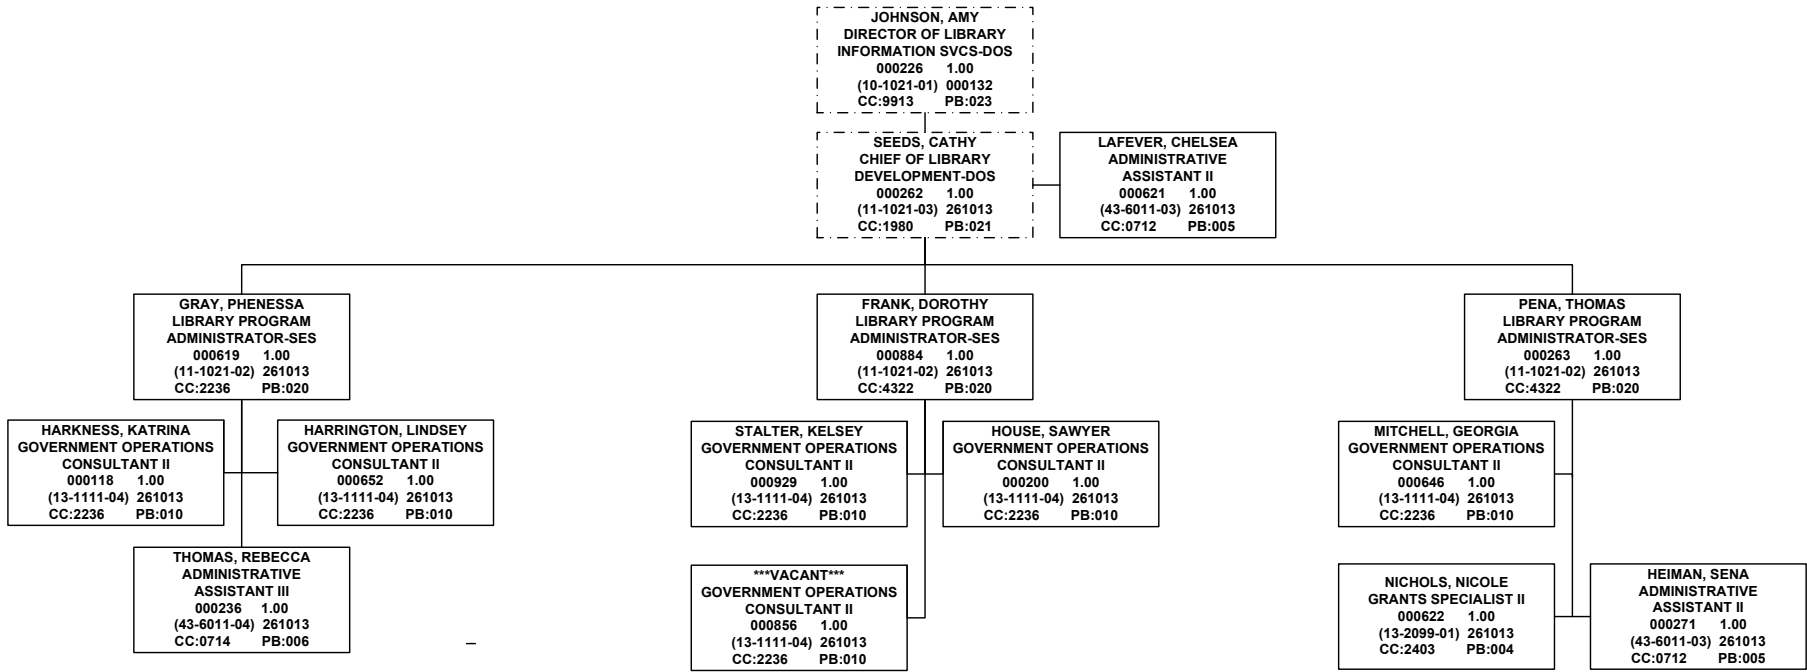 JOHNSON, AMY
DIRECTOR OF LIBRARY
INFORMATION SVCS-DOS
000226 1.00
(10-1021-01) 000132
CC:9913 PB:023
SEEDS, CATHY
CHIEF OF LIBRARY
DEVELOPMENT-DOS
000262 1.00
(11-1021-03) 261013
CC:1980 PB:021
LAFEVER, CHELSEA
ADMINISTRATIVE
ASSISTANT II
000621 1.00
(43-6011-03) 261013
CC:0712 PB:005
GRAY, PHENESSA
LIBRARY PROGRAM
ADMINISTRATOR-SES
000619 1.00
(11-1021-02) 261013
CC:2236 PB:020
FRANK, DOROTHY
LIBRARY PROGRAM
ADMINISTRATOR-SES
000884 1.00
(11-1021-02) 261013
CC:4322 PB:020
PENA, THOMAS
LIBRARY PROGRAM
ADMINISTRATOR-SES
000263 1.00
(11-1021-02) 261013
CC:4322 PB:020
HARKNESS, KATRINA
GOVERNMENT OPERATIONS
CONSULTANT II
000118 1.00
(13-1111-04) 261013
CC:2236 PB:010
HARRINGTON, LINDSEY
GOVERNMENT OPERATIONS
CONSULTANT II
000652 1.00
(13-1111-04) 261013
CC:2236 PB:010
STALTER, KELSEY
GOVERNMENT OPERATIONS
CONSULTANT II
000929 1.00
(13-1111-04) 261013
CC:2236 PB:010
HOUSE, SAWYER
GOVERNMENT OPERATIONS
CONSULTANT II
000200 1.00
(13-1111-04) 261013
CC:2236 PB:010
MITCHELL, GEORGIA
GOVERNMENT OPERATIONS
CONSULTANT II
000646 1.00
(13-1111-04) 261013
CC:2236 PB:010
THOMAS, REBECCA
ADMINISTRATIVE
ASSISTANT III
000236 1.00
(43-6011-04) 261013
CC:0714 PB:006
–
***VACANT***
GOVERNMENT OPERATIONS
CONSULTANT II
000856 1.00
(13-1111-04) 261013
CC:2236 PB:010
NICHOLS, NICOLE
GRANTS SPECIALIST II
000622 1.00
(13-2099-01) 261013
CC:2403 PB:004
HEIMAN, SENA
ADMINISTRATIVE
ASSISTANT II
000271 1.00
(43-6011-03) 261013
CC:0712 PB:005